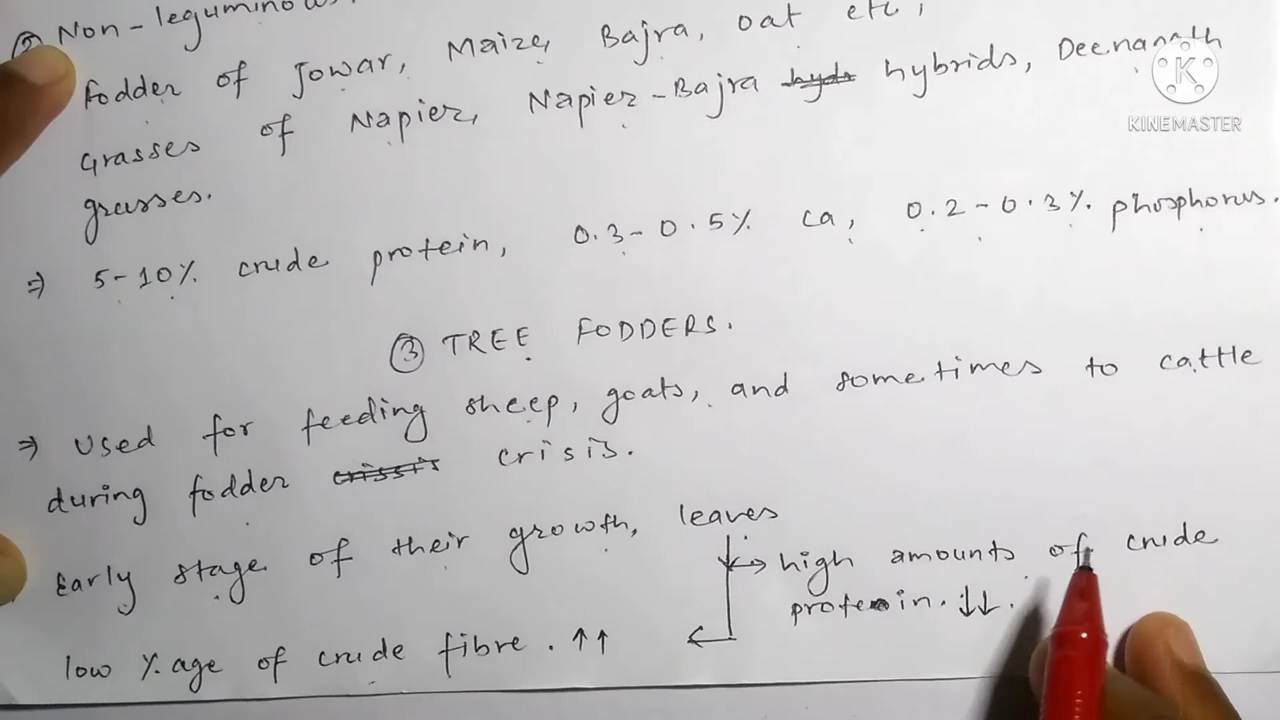 ② Non-leguminous
Fodder of Jowar, Maize, Bajra, oat etc,
Grasses of Napier, Napier-Bajra hybrids, Deenanath
grasses.
⇒ 5-10% crude protein, 0.3-0.5% ca, 0.2-0.3% phosphorus.
③ TREE FODDERS.
⇒ Used for feeding sheep, goats, and sometimes to cattle
during fodder crisis.
Early stage of their growth, leaves
→ high amounts of crude
protein. ↓↓.
low %age of crude fibre. ↑↑ ←
K
KINEMASTER